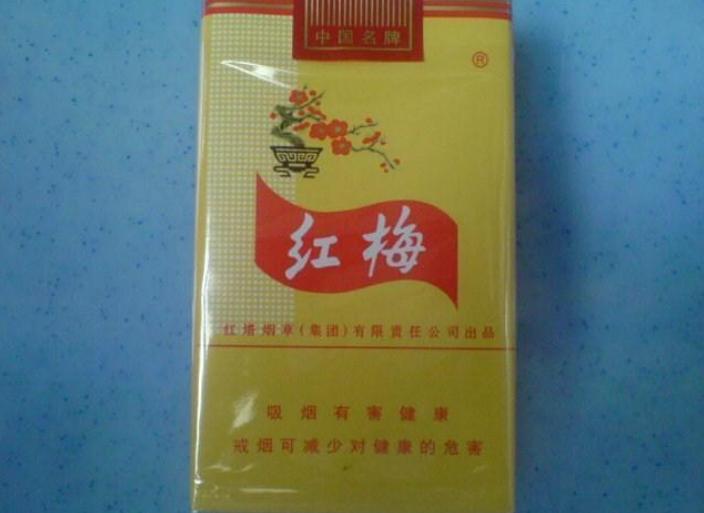 中国名牌
®
红梅
红塔烟草(集团)有限责任公司出品
吸烟有害健康
戒烟可减少对健康的危害